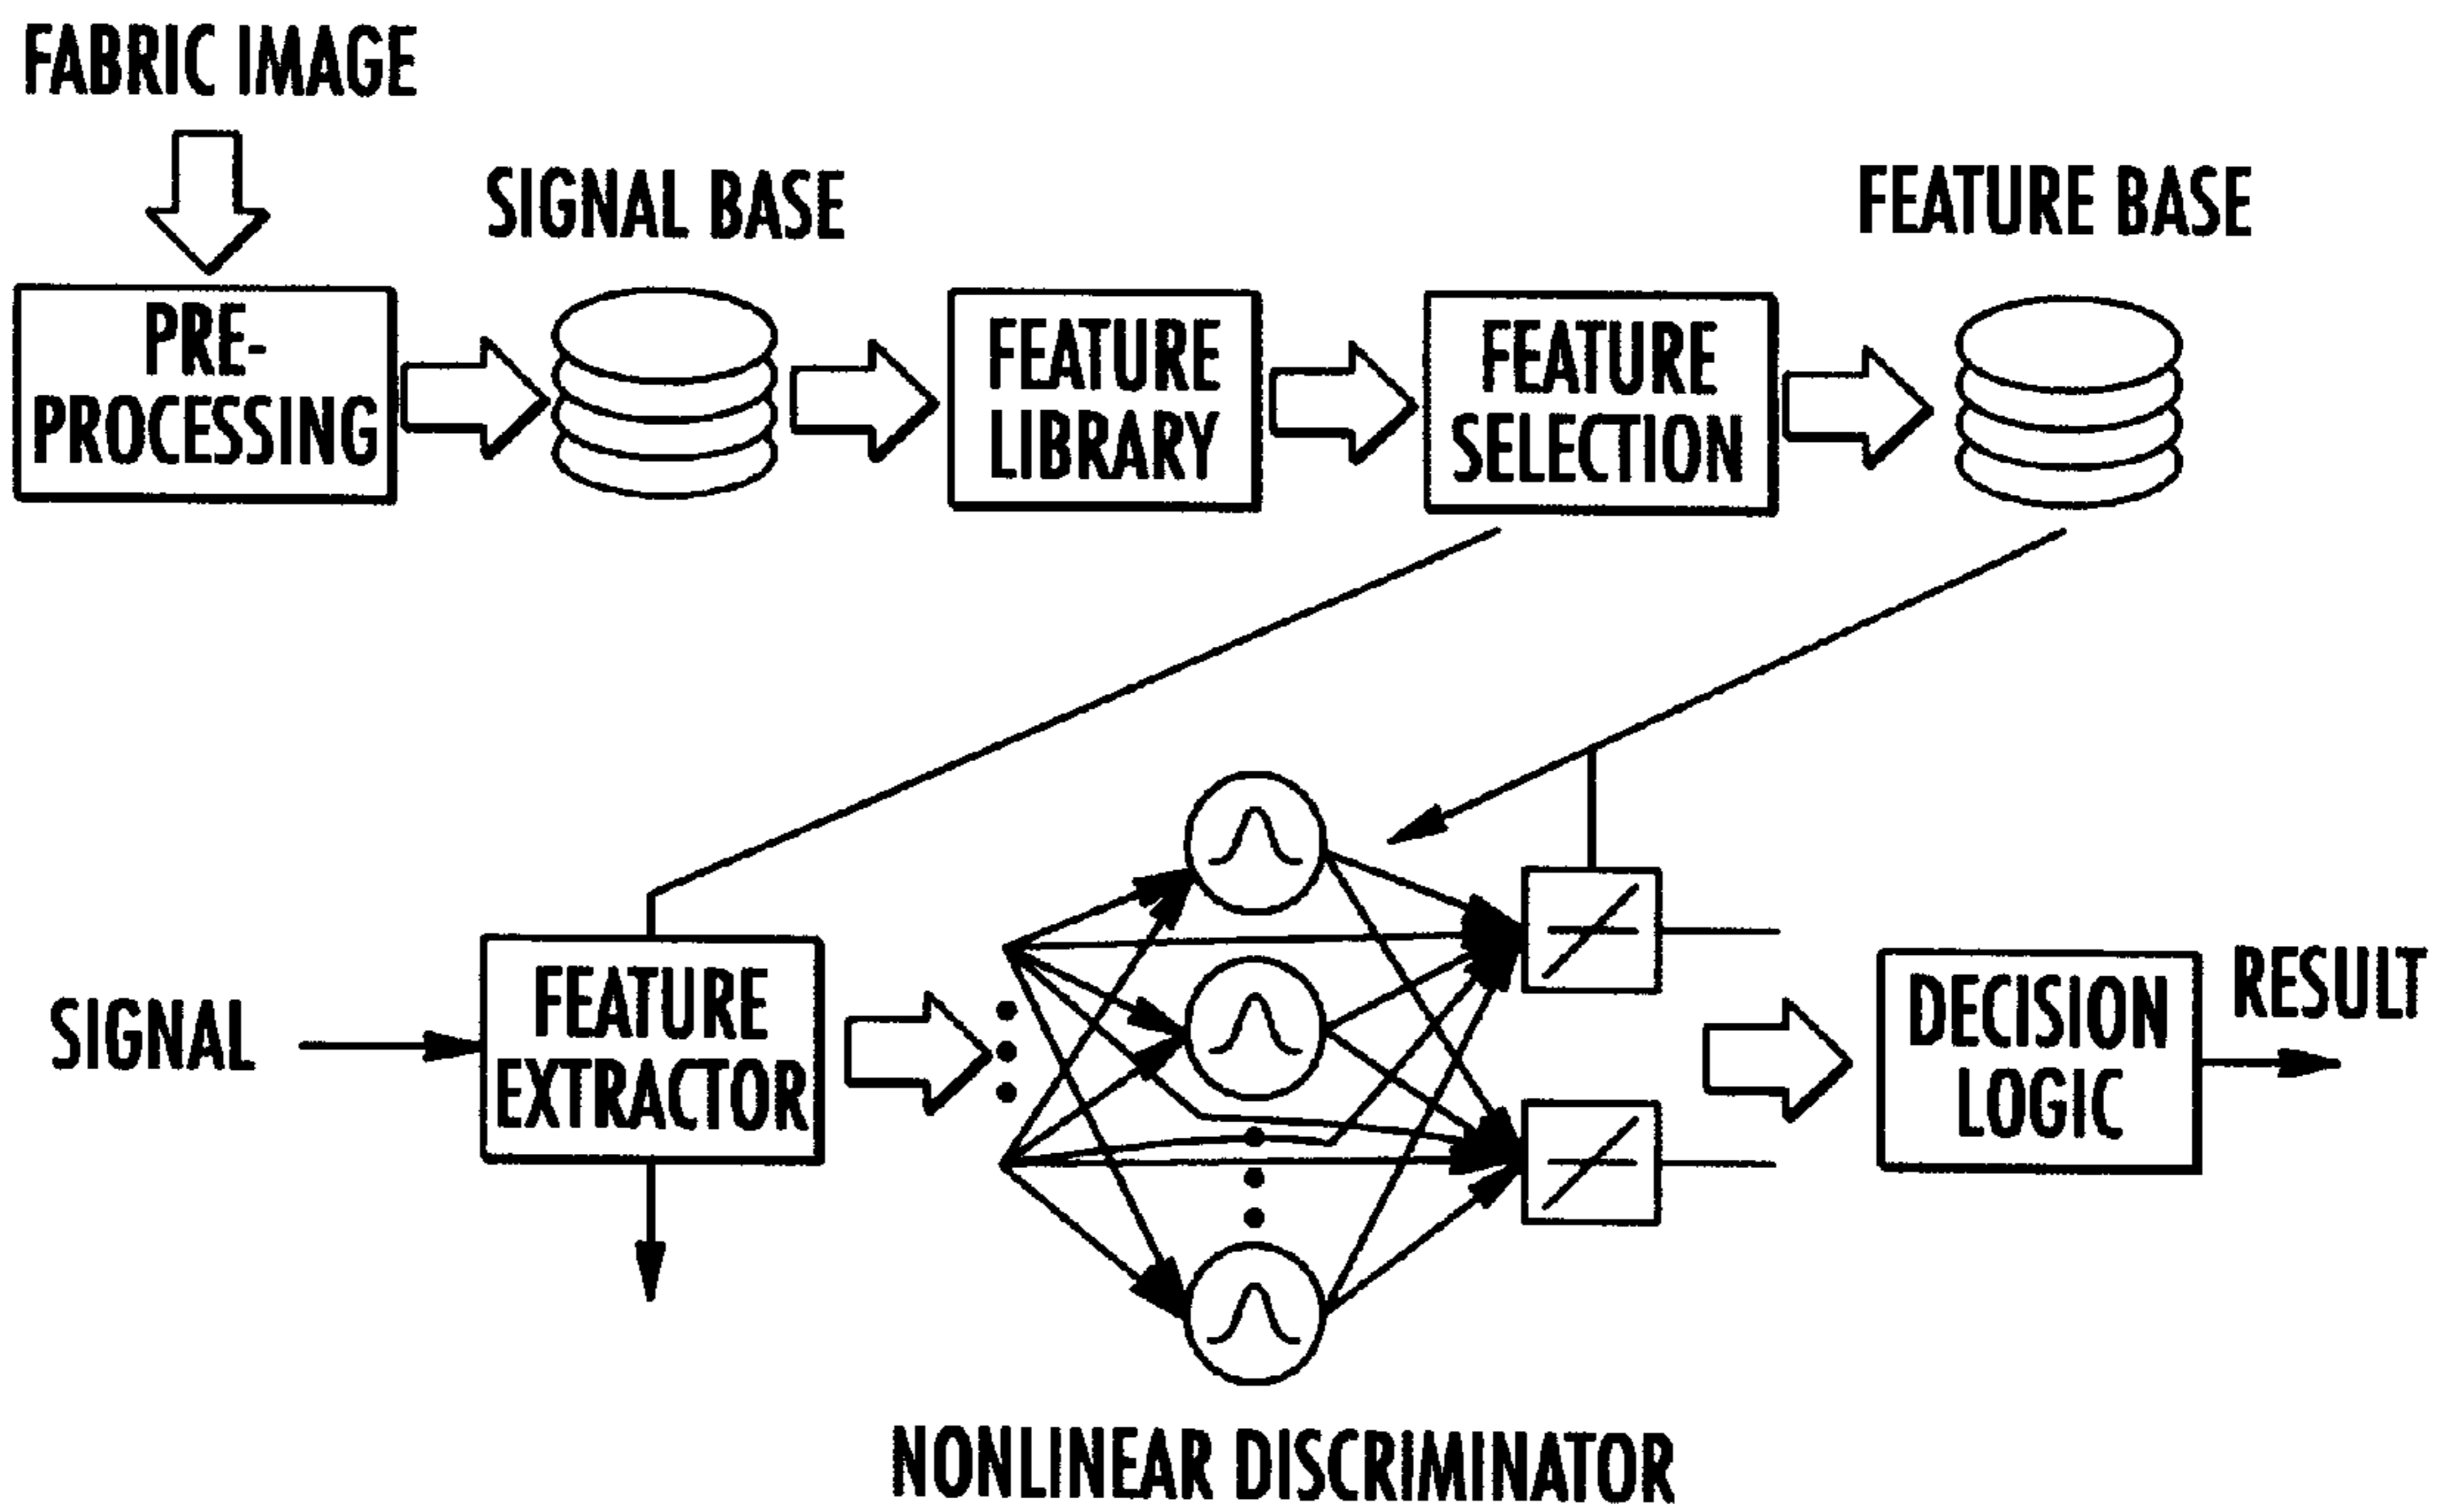 FABRIC IMAGE
SIGNAL BASE
FEATURE BASE
PRE-
PROCESSING
FEATURE
LIBRARY
FEATURE
SELECTION
SIGNAL
FEATURE
EXTRACTOR
DECISION
LOGIC
RESULT
NONLINEAR DISCRIMINATOR